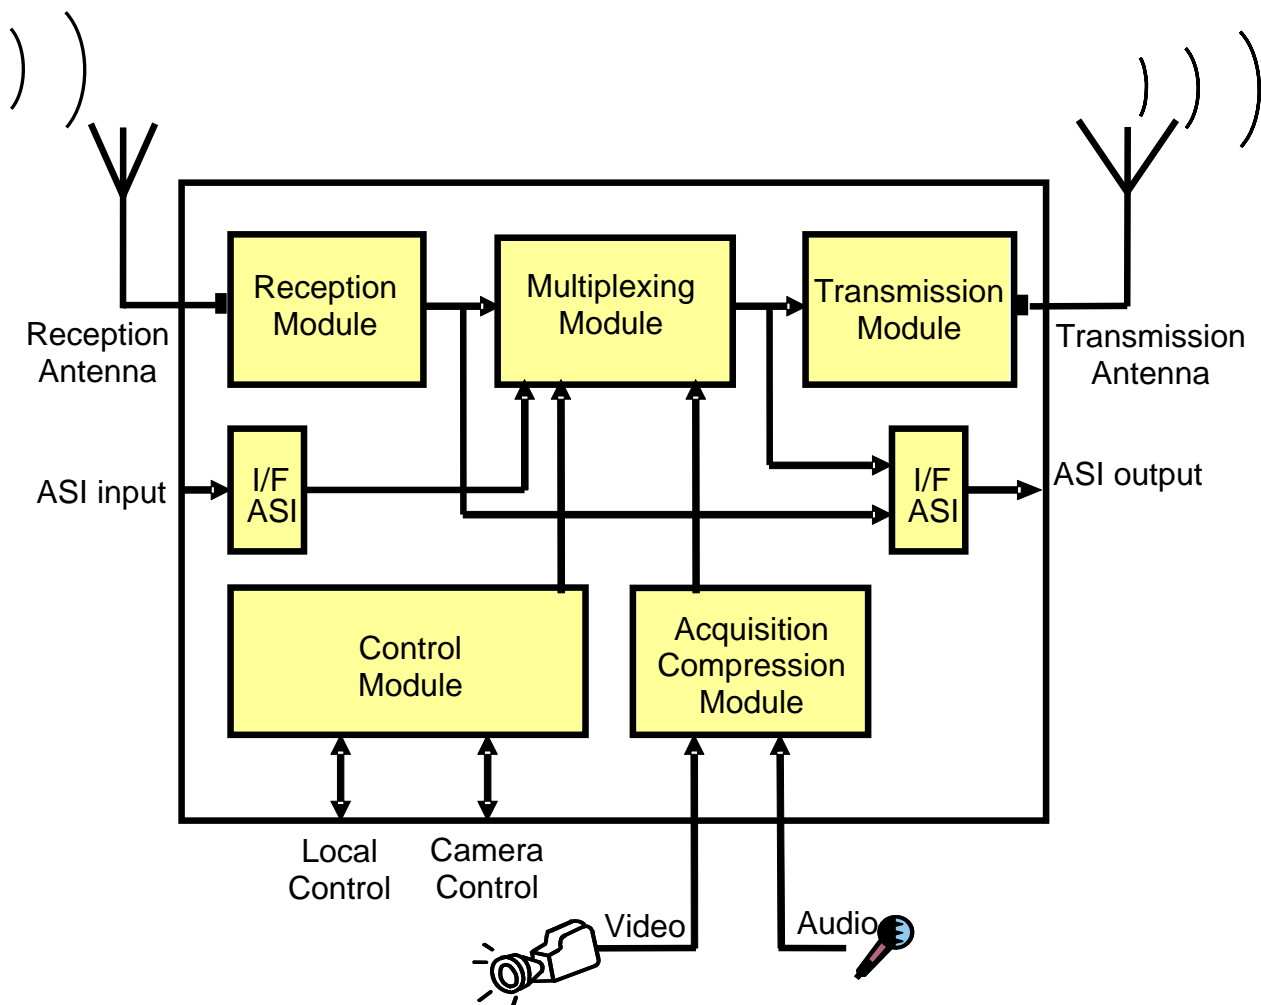 Reception
Module
Multiplexing
Module
Transmission
Module
Reception
Antenna
Transmission
Antenna
ASI input
I/F
ASI
I/F
ASI
ASI output
Control
Module
Acquisition
Compression
Module
Local
Control
Camera
Control
Video
Audio